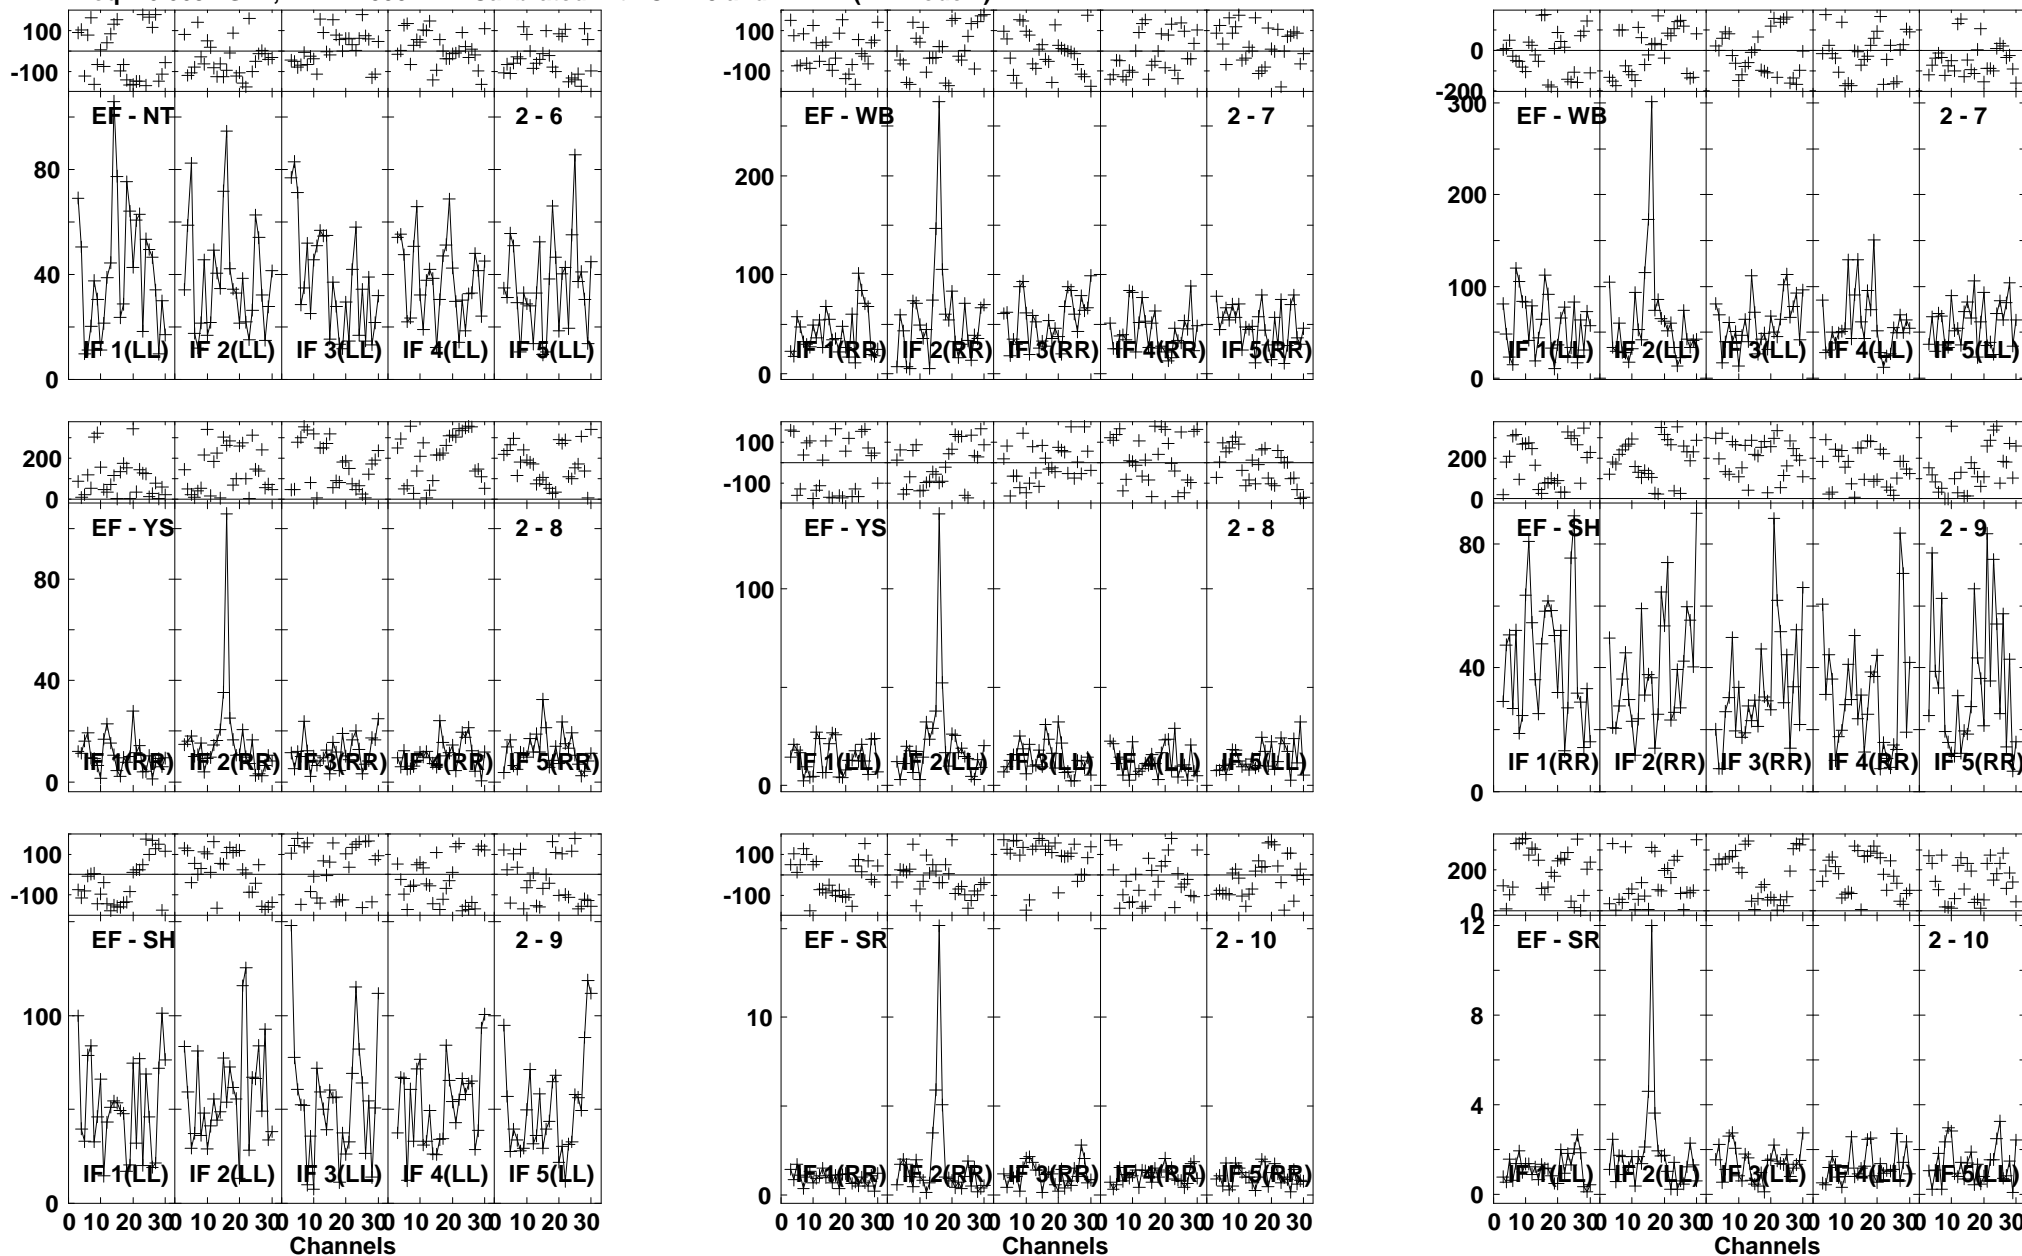 100
-100
EF - NT 2 - 6
80
40
0
IF 1(LL) IF 2(LL) IF 3(LL) IF 4(LL) IF 5(LL)
100
-100
EF - WB 2 - 7
200
100
0
IF 1(RR) IF 2(RR) IF 3(RR) IF 4(RR) IF 5(RR)
100
0
-200
300
EF - WB 2 - 7
200
100
0
IF 1(LL) IF 2(LL) IF 3(LL) IF 4(LL) IF 5(LL)
200
0
EF - YS 2 - 8
80
40
0
IF 1(RR) IF 2(RR) IF 3(RR) IF 4(RR) IF 5(RR)
100
-100
EF - YS 2 - 8
100
0
IF 1(LL) IF 2(LL) IF 3(LL) IF 4(LL) IF 5(LL)
200
0
EF - SH 2 - 9
80
40
0
IF 1(RR) IF 2(RR) IF 3(RR) IF 4(RR) IF 5(RR)
100
-100
EF - SH 2 - 9
100
0
IF 1(LL) IF 2(LL) IF 3(LL) IF 4(LL) IF 5(LL)
0 10 20 30 0 10 20 30 0 10 20 30 0 10 20 30 0 10 20 30
Channels
100
-100
EF - SR 2 - 10
10
0
IF 1(RR) IF 2(RR) IF 3(RR) IF 4(RR) IF 5(RR)
0 10 20 30 0 10 20 30 0 10 20 30 0 10 20 30 0 10 20 30
Channels
200
0
12
EF - SR 2 - 10
8
4
0
IF 1(LL) IF 2(LL) IF 3(LL) IF 4(LL) IF 5(LL)
0 10 20 30 0 10 20 30 0 10 20 30 0 10 20 30 0 10 20 30
Channels